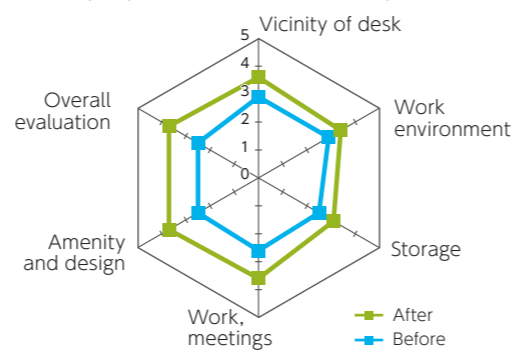 Vicinity of desk
5
4
3
2
1
0
Overall
evaluation
Work
environment
Amenity
and design
Storage
Work,
meetings
After
Before